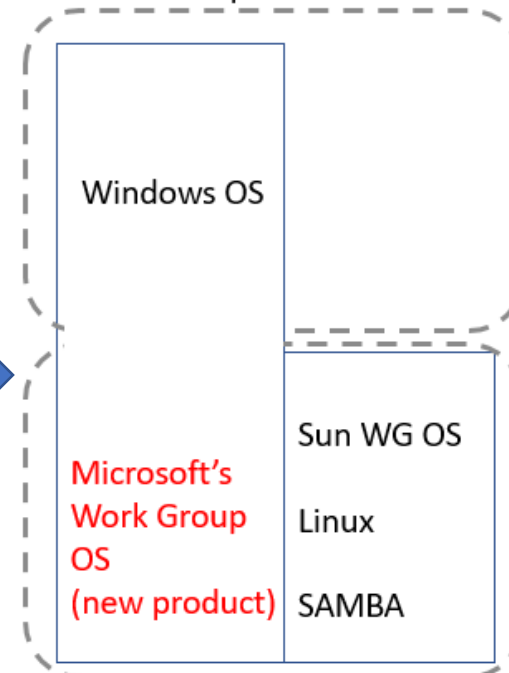 Windows OS
Microsoft’s
Work Group
OS
(new product)
Sun WG OS
Linux
SAMBA